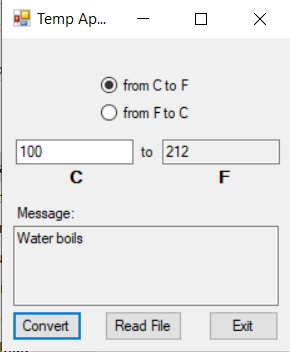 Temp Ap...
from C to F
from F to C
100 to 212
C F
Message:
Water boils
Convert Read File Exit